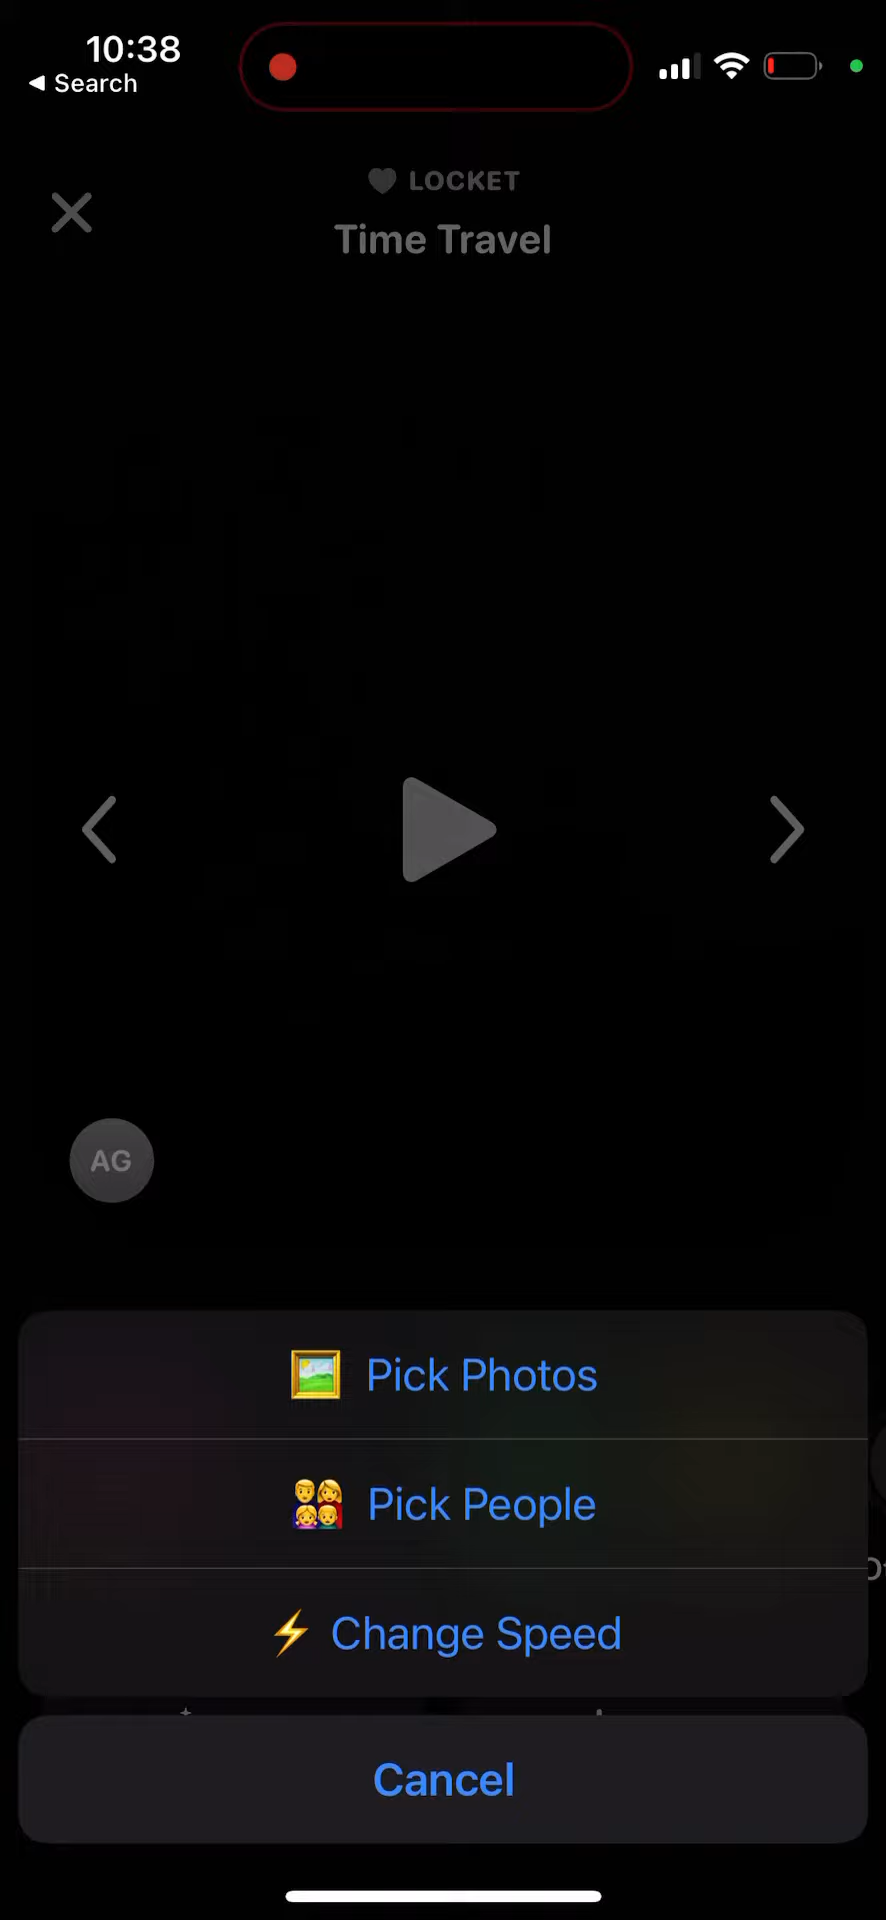 10:38
Search
LOCKET
Time Travel
AG
Pick Photos
Pick People
Change Speed
Cancel